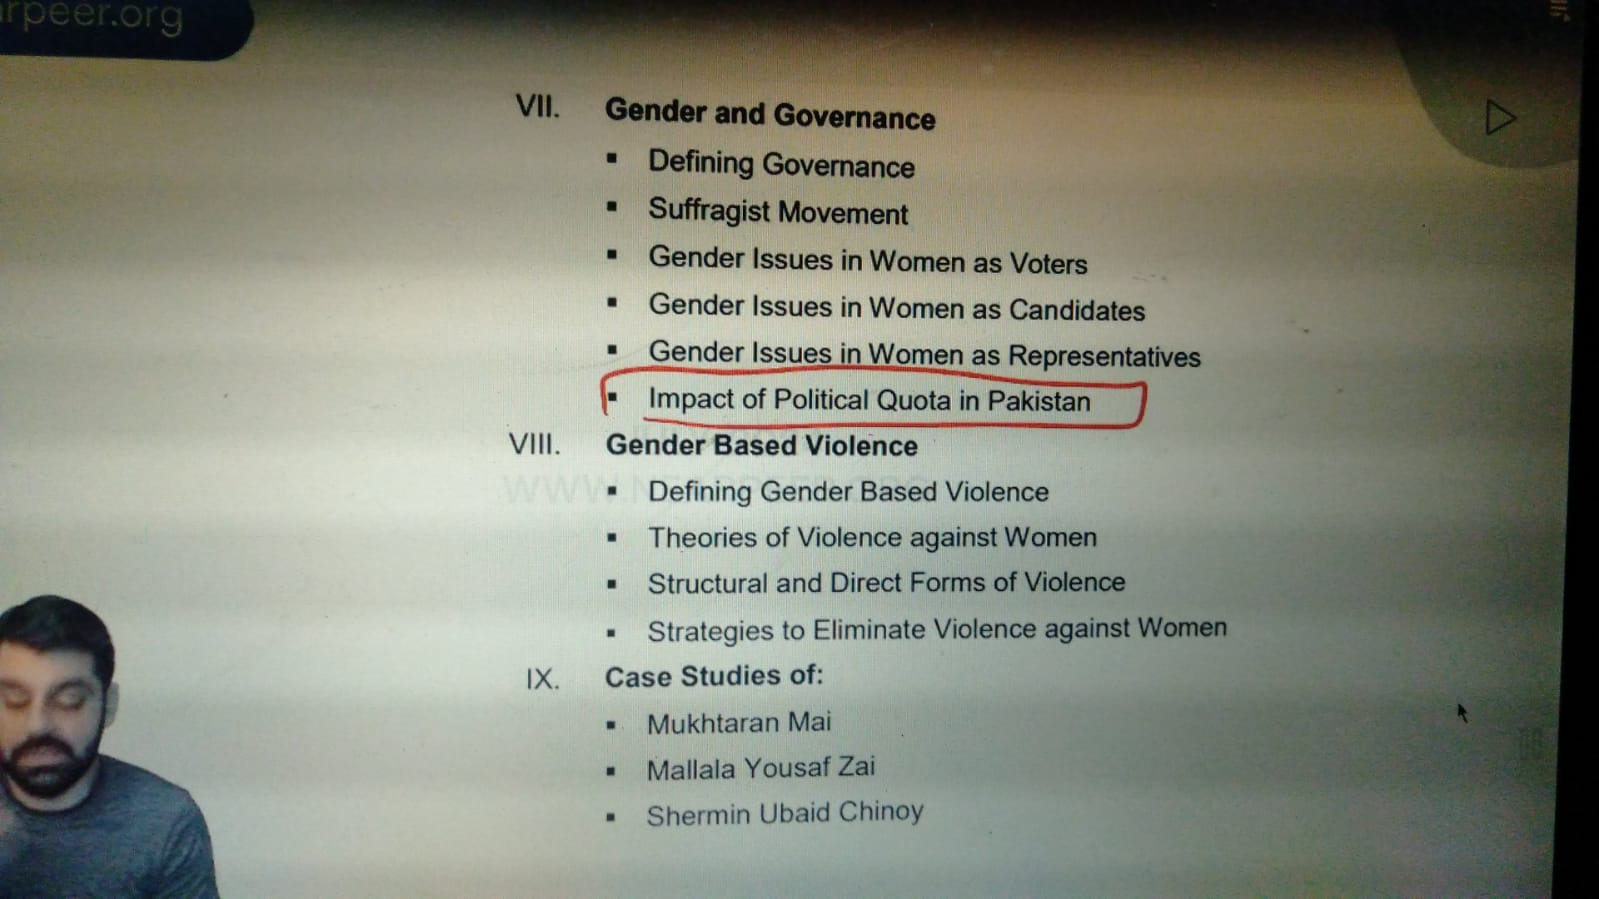 rpeer.org
VII. Gender and Governance
▪ Defining Governance
▪ Suffragist Movement
▪ Gender Issues in Women as Voters
▪ Gender Issues in Women as Candidates
▪ Gender Issues in Women as Representatives
▪ Impact of Political Quota in Pakistan
VIII. Gender Based Violence
▪ Defining Gender Based Violence
▪ Theories of Violence against Women
▪ Structural and Direct Forms of Violence
▪ Strategies to Eliminate Violence against Women
IX. Case Studies of:
▪ Mukhtaran Mai
▪ Mallala Yousaf Zai
▪ Shermin Ubaid Chinoy